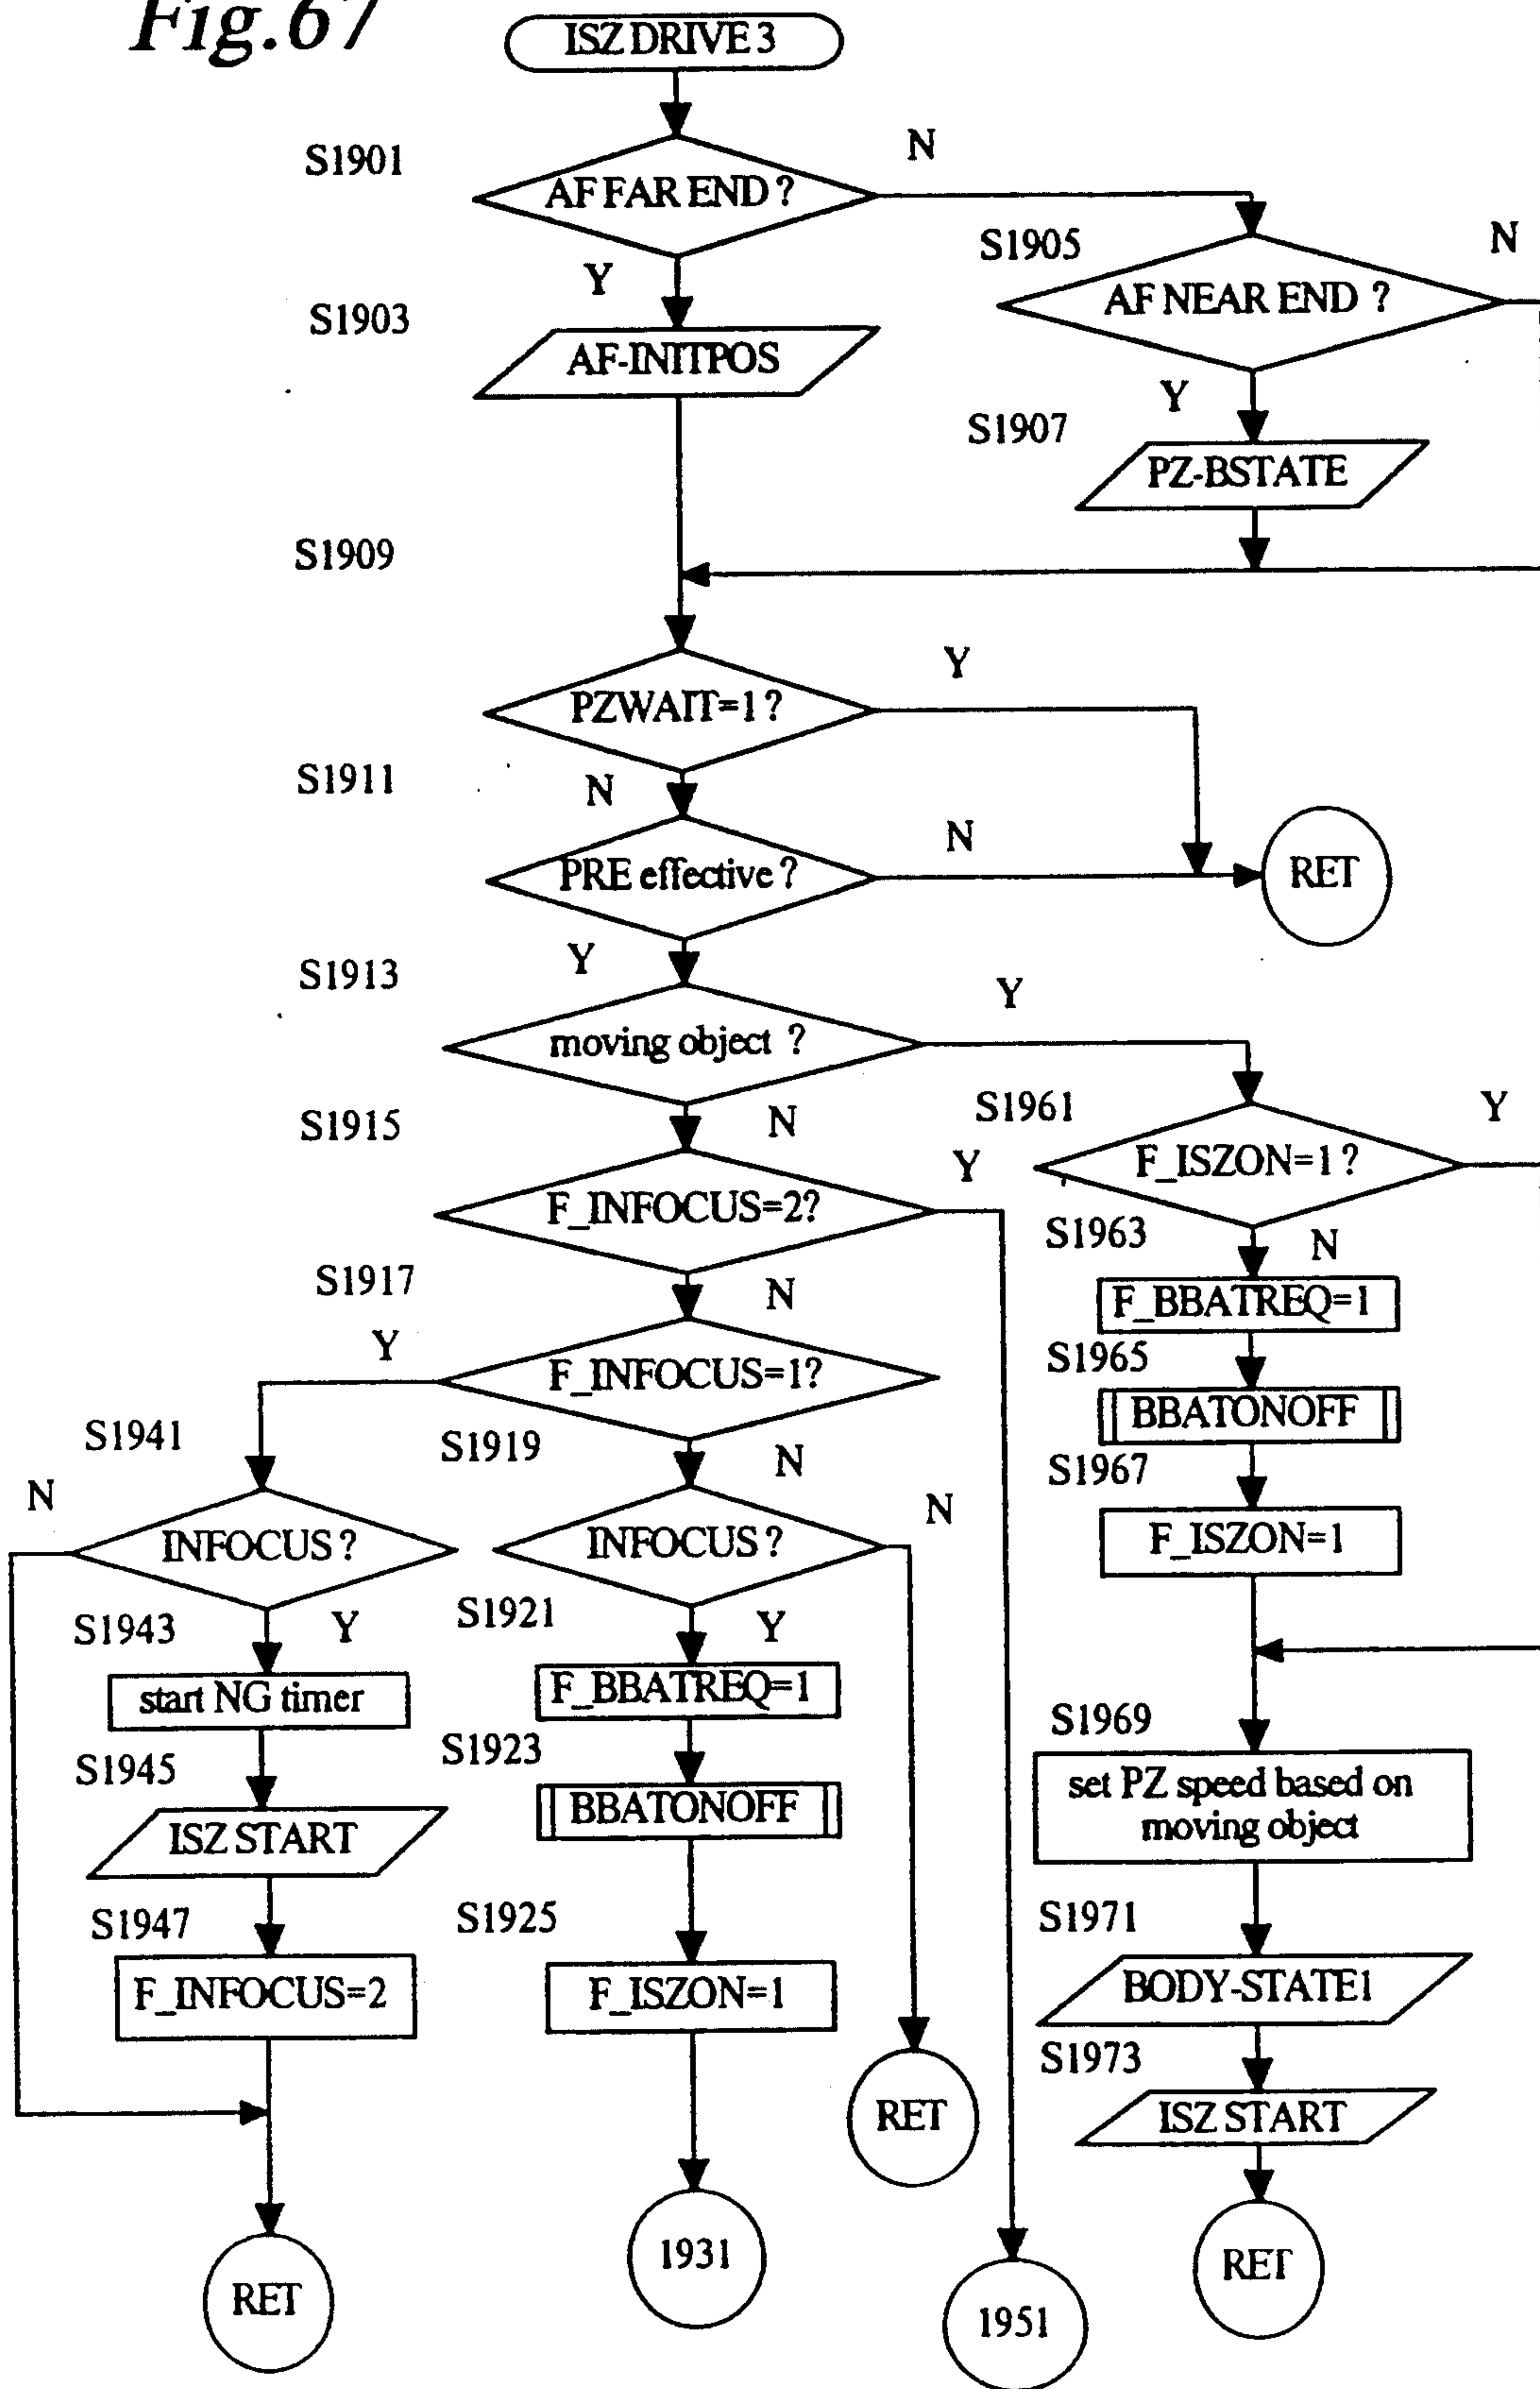 Fig.67
ISZ DRIVE 3
S1901
AF FAR END ?
N
Y
S1903
AF-INITPOS
S1905
AF NEAR END ?
N
Y
S1907
PZ-BSTATE
S1909
PZWAIT=1 ?
Y
N
S1911
PRE effective ?
N
RET
Y
S1913
moving object ?
Y
N
S1915
F_INFOCUS=2?
Y
N
S1917
F_INFOCUS=1?
Y
N
S1941
INFOCUS ?
N
Y
S1943
start NG timer
S1945
ISZ START
S1947
F_INFOCUS=2
RET
S1919
INFOCUS ?
N
Y
S1921
F_BBATREQ=1
S1923
BBATONOFF
S1925
F_ISZON=1
1931
RET
1951
S1961
F_ISZON=1 ?
Y
N
S1963
F_BBATREQ=1
S1965
BBATONOFF
S1967
F_ISZON=1
S1969
set PZ speed based on
moving object
S1971
BODY-STATE1
S1973
ISZ START
RET